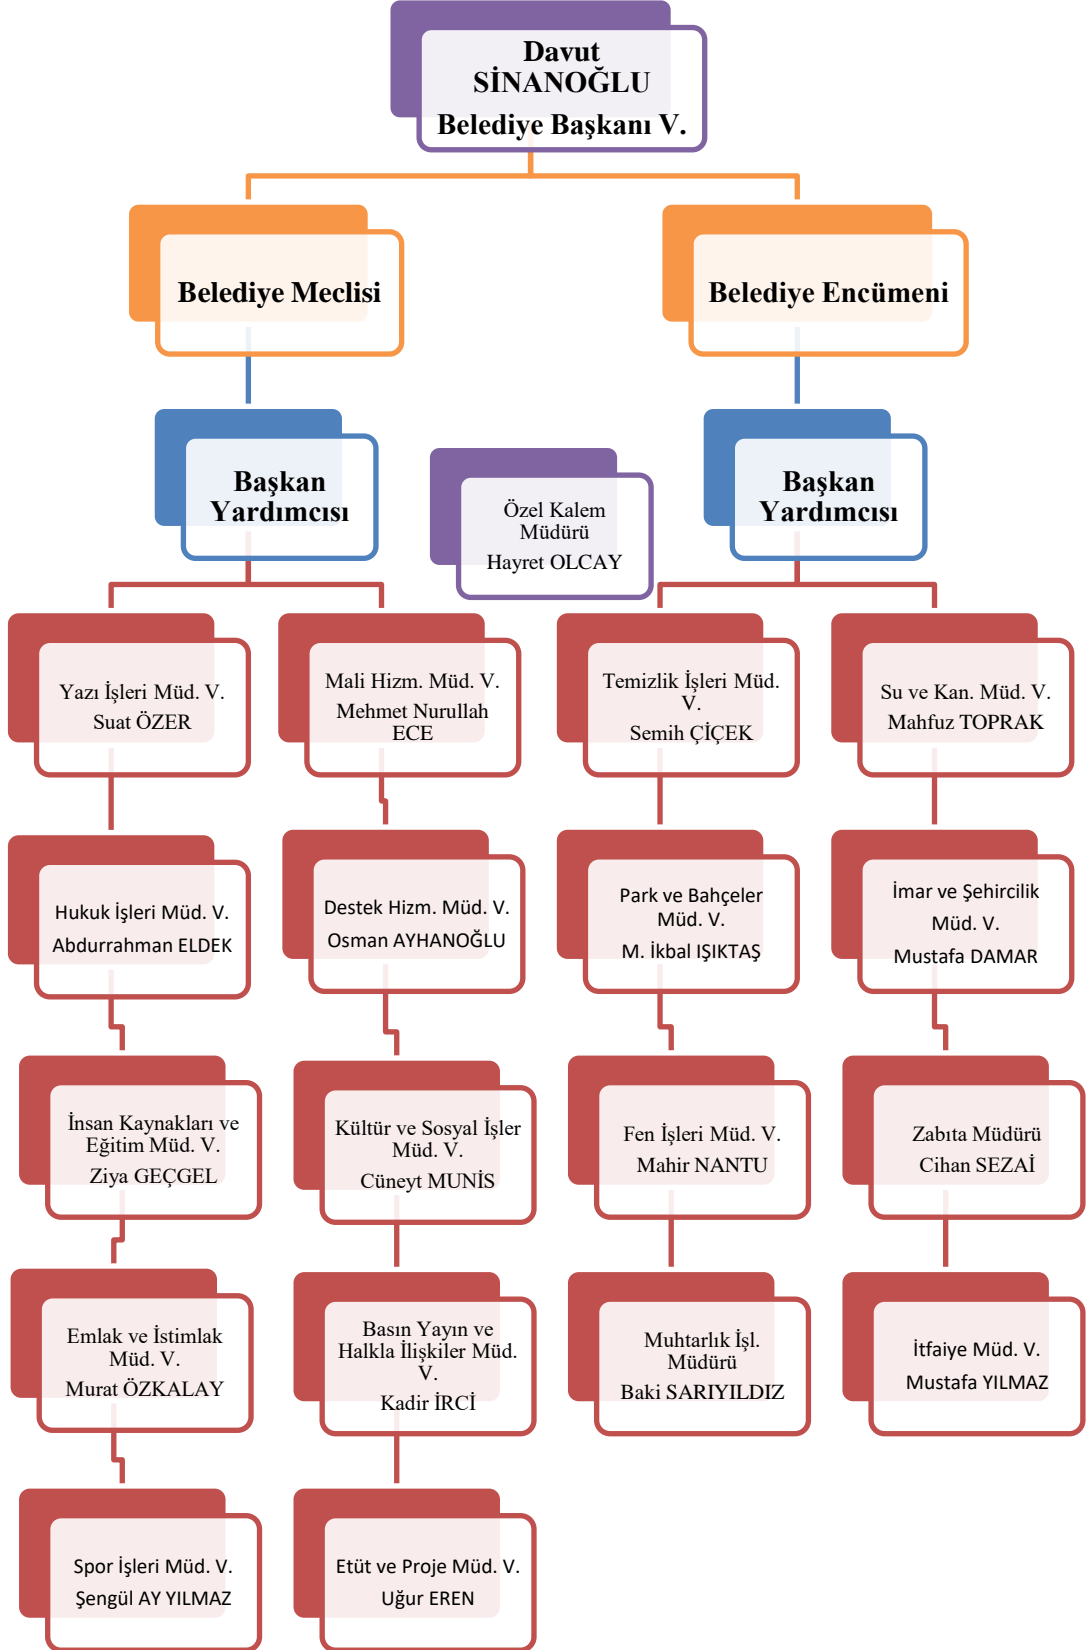 Davut
SİNANOĞLU
Belediye Başkanı V.
Belediye Meclisi
Belediye Encümeni
Başkan
Yardımcısı
Özel Kalem
Müdürü
Hayret OLCAY
Başkan
Yardımcısı
Yazı İşleri Müd. V.
Suat ÖZER
Mali Hizm. Müd. V.
Mehmet Nurullah
ECE
Temizlik İşleri Müd.
V.
Semih ÇİÇEK
Su ve Kan. Müd. V.
Mahfuz TOPRAK
Hukuk İşleri Müd. V.
Abdurrahman ELDEK
Destek Hizm. Müd. V.
Osman AYHANOĞLU
Park ve Bahçeler
Müd. V.
M. İkbal IŞIKTAŞ
İmar ve Şehircilik
Müd. V.
Mustafa DAMAR
İnsan Kaynakları ve
Eğitim Müd. V.
Ziya GEÇGEL
Kültür ve Sosyal İşler
Müd. V.
Cüneyt MUNİS
Fen İşleri Müd. V.
Mahir NANTU
Zabıta Müdürü
Cihan SEZAİ
Emlak ve İstimlak
Müd. V.
Murat ÖZKALAY
Basın Yayın ve
Halkla İlişkiler Müd.
V.
Kadir İRCİ
Muhtarlık İşl.
Müdürü
Baki SARIYILDIZ
İtfaiye Müd. V.
Mustafa YILMAZ
Spor İşleri Müd. V.
Şengül AY YILMAZ
Etüt ve Proje Müd. V.
Uğur EREN